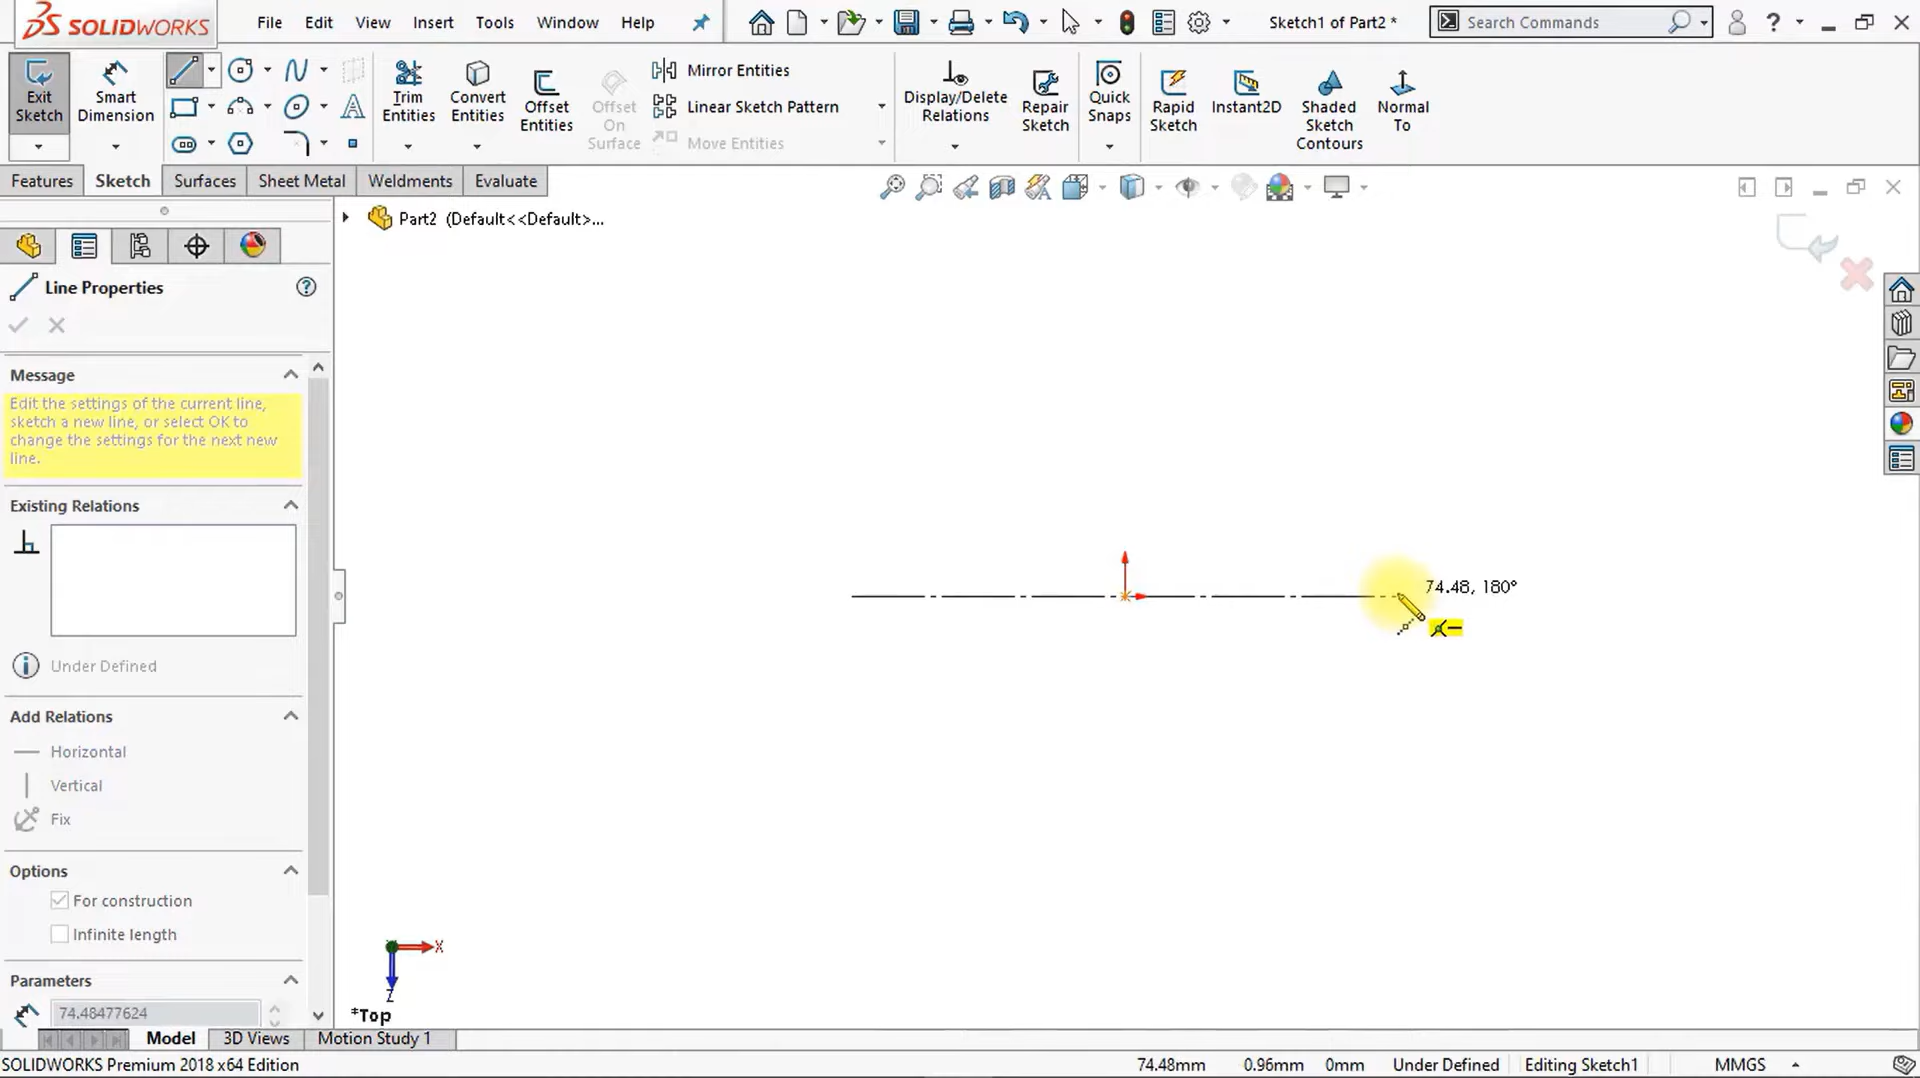 SOLIDWORKS File Edit View Insert Tools Window Help Sketch1 of Part2 * Search Commands ?
Exit Sketch
Smart Dimension
Trim Entities
Convert Entities
Offset Entities
Offset On Surface
Mirror Entities
Linear Sketch Pattern
Move Entities
Display/Delete Relations
Repair Sketch
Quick Snaps
Rapid Sketch
Instant2D
Shaded Sketch Contours
Normal To
Features Sketch Surfaces Sheet Metal Weldments Evaluate
Part2 (Default<<Default>...
Line Properties
Message
Edit the settings of the current line,
sketch a new line, or select OK to
change the settings for the next new
line.
Existing Relations
Under Defined
Add Relations
Horizontal
Vertical
Fix
Options
For construction
Infinite length
Parameters
74.48477624
74.48, 180°
X
Z
*Top
Model 3D Views Motion Study 1
SOLIDWORKS Premium 2018 x64 Edition 74.48mm 0.96mm 0mm Under Defined Editing Sketch1 MMGS